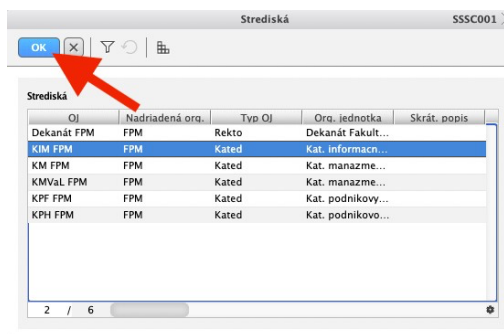 Strediská SSSC001
OK
Strediská
OJ Nadriadená org. Typ OJ Org. jednotka Skrát. popis
Dekanát FPM FPM Rekto Dekanát Fakult...
KIM FPM FPM Kated Kat. informacn...
KM FPM FPM Kated Kat. manazme...
KMVaL FPM FPM Kated Kat. manazme...
KPF FPM FPM Kated Kat. podnikovy...
KPH FPM FPM Kated Kat. podnikovo...
2 / 6